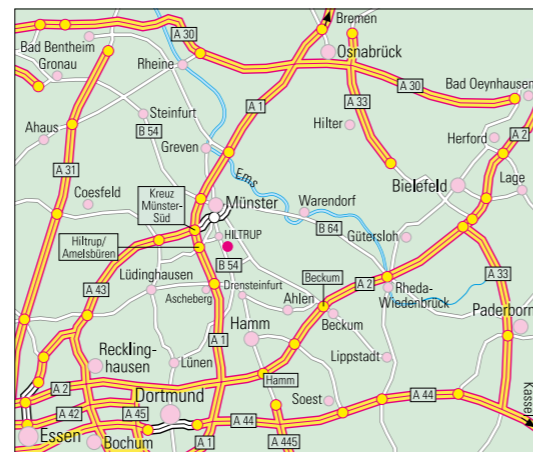 Bremen
A 30
Bad Bentheim
Osnabrück
Gronau
Rheine
A 30
Bad Oeynhausen
A 1
A 33
Steinfurt
Hilter
Ahaus
B 54
Herford
A 2
Greven
A 31
Ems
Bielefeld
Lage
Coesfeld
Kreuz
Münster-
Süd
Münster
Warendorf
HILTRUP
B 64
Gütersloh
Hiltrup/
Amelsbüren
B 54
A 33
Lüdinghausen
Beckum
A 2
A 43
Ascheberg
Drensteinfurt
Rheda-
Wiedenbrück
Ahlen
Paderborn
Beckum
A 1
Hamm
Reckling-
hausen
Lünen
Lippstadt
A 2
Hamm
Dortmund
Soest
A 44
Kassel
A 42
A 45
A 44
Essen
Bochum
A 1
A 445